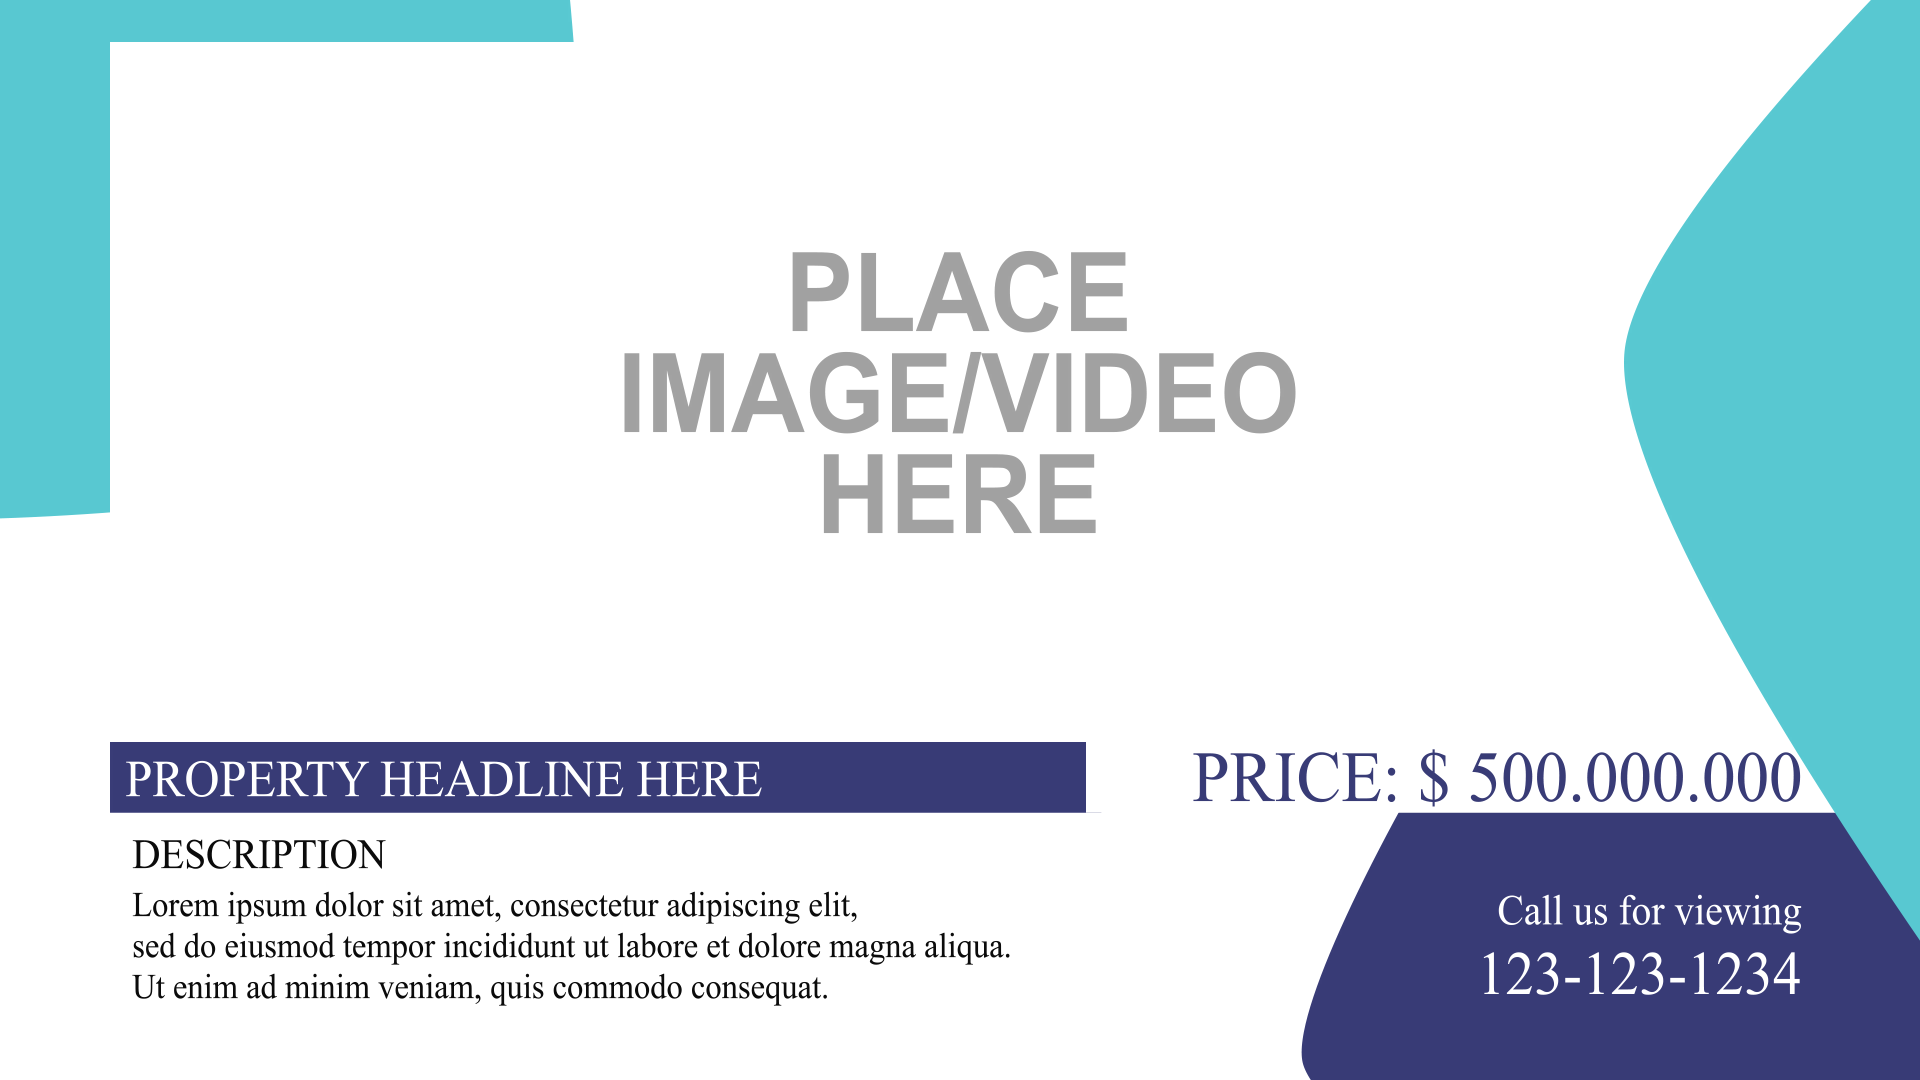 PLACE
IMAGE/VIDEO
HERE
PROPERTY HEADLINE HERE
PRICE: $ 500.000.000
DESCRIPTION
Lorem ipsum dolor sit amet, consectetur adipiscing elit,
sed do eiusmod tempor incididunt ut labore et dolore magna aliqua.
Ut enim ad minim veniam, quis commodo consequat.
Call us for viewing
123-123-1234